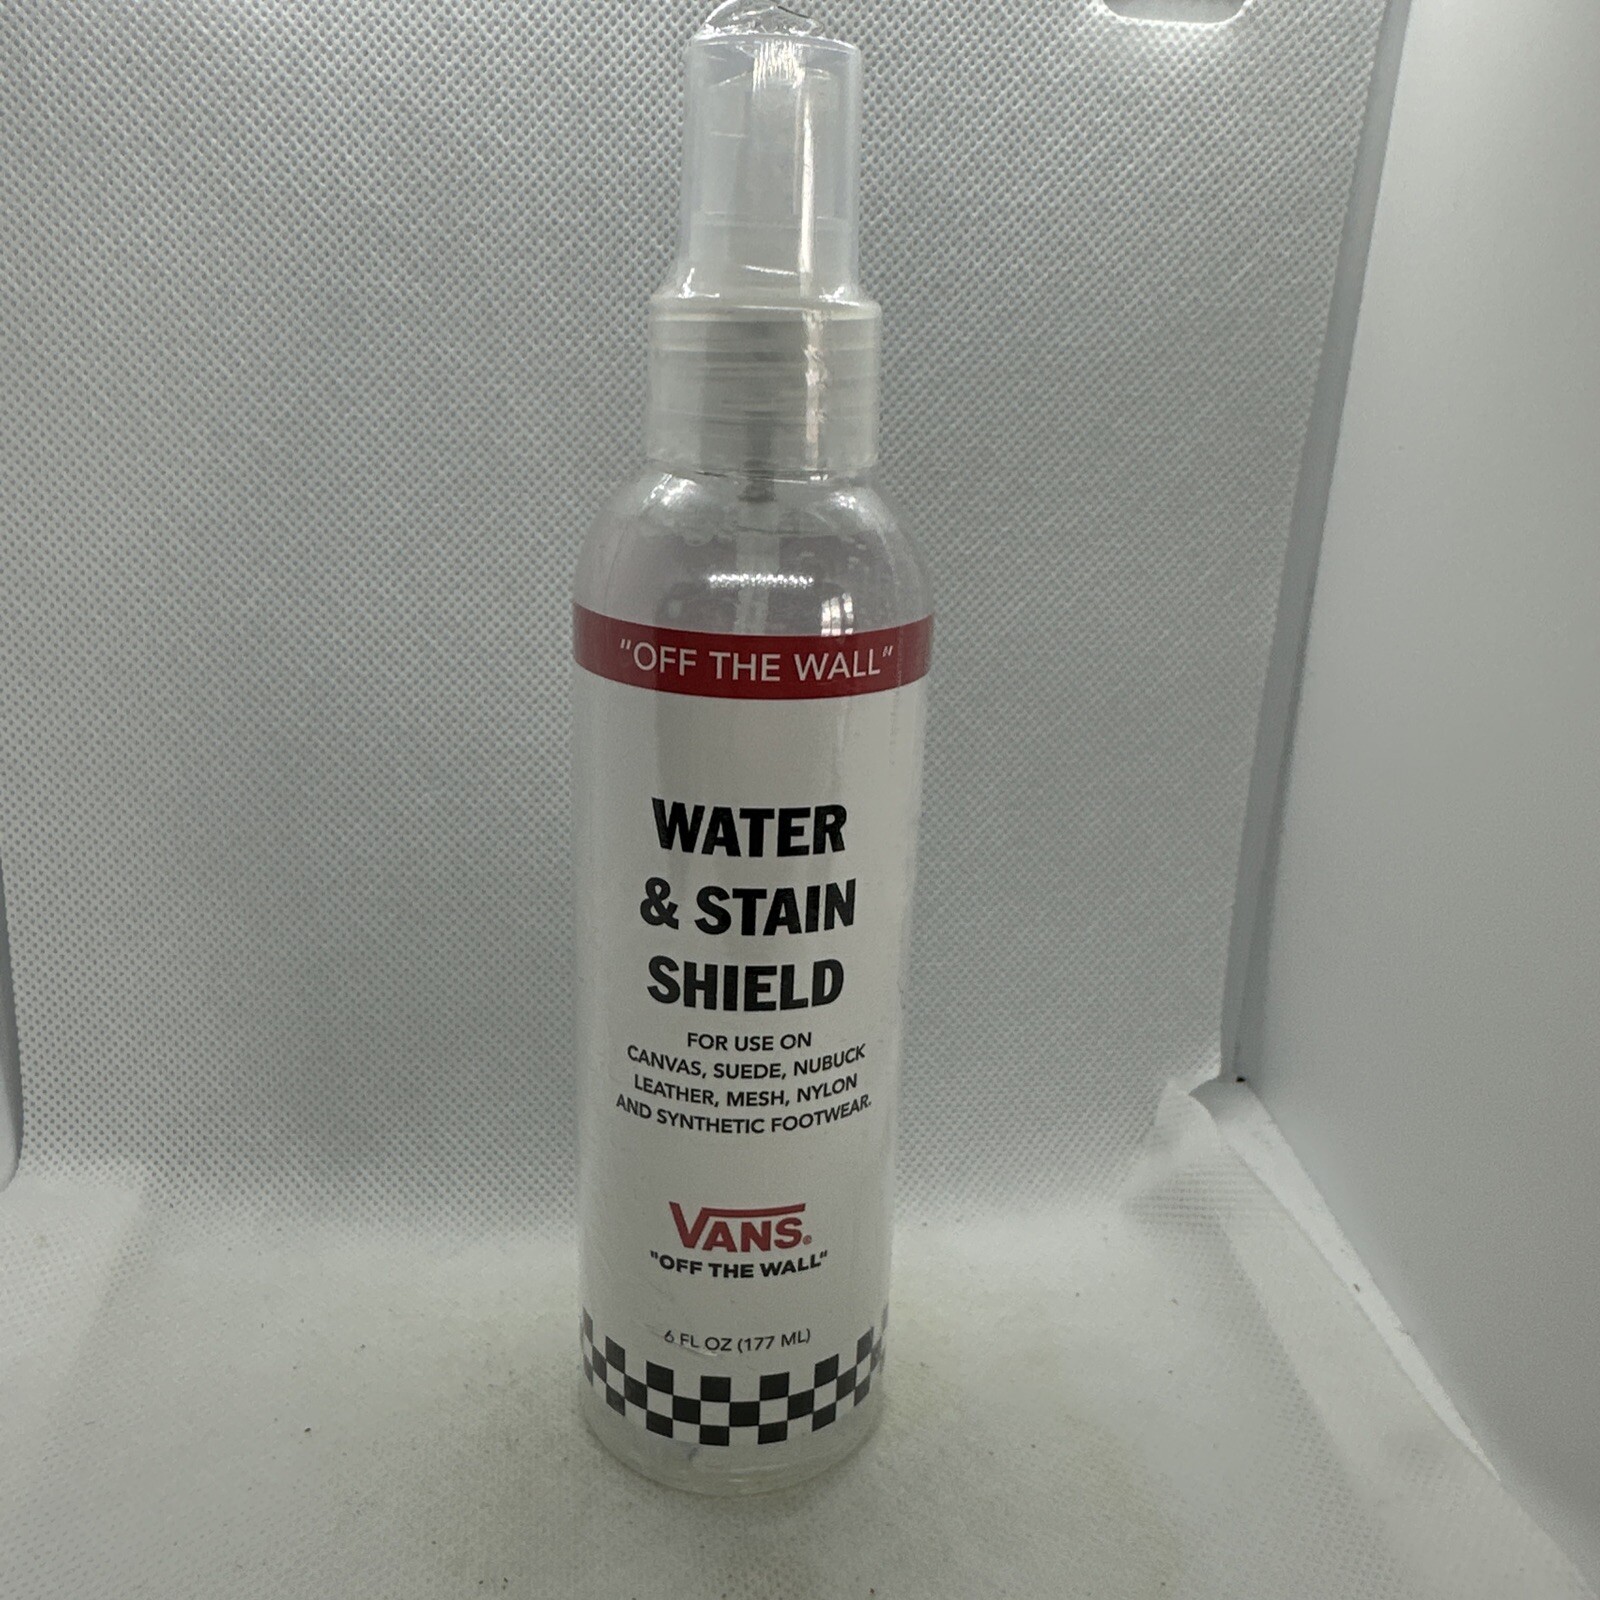 "OFF THE WALL"
WATER
& STAIN
SHIELD
FOR USE ON
CANVAS, SUEDE, NUBUCK
LEATHER, MESH, NYLON
AND SYNTHETIC FOOTWEAR.
VANS®
"OFF THE WALL"
6 FL OZ (177 ML)